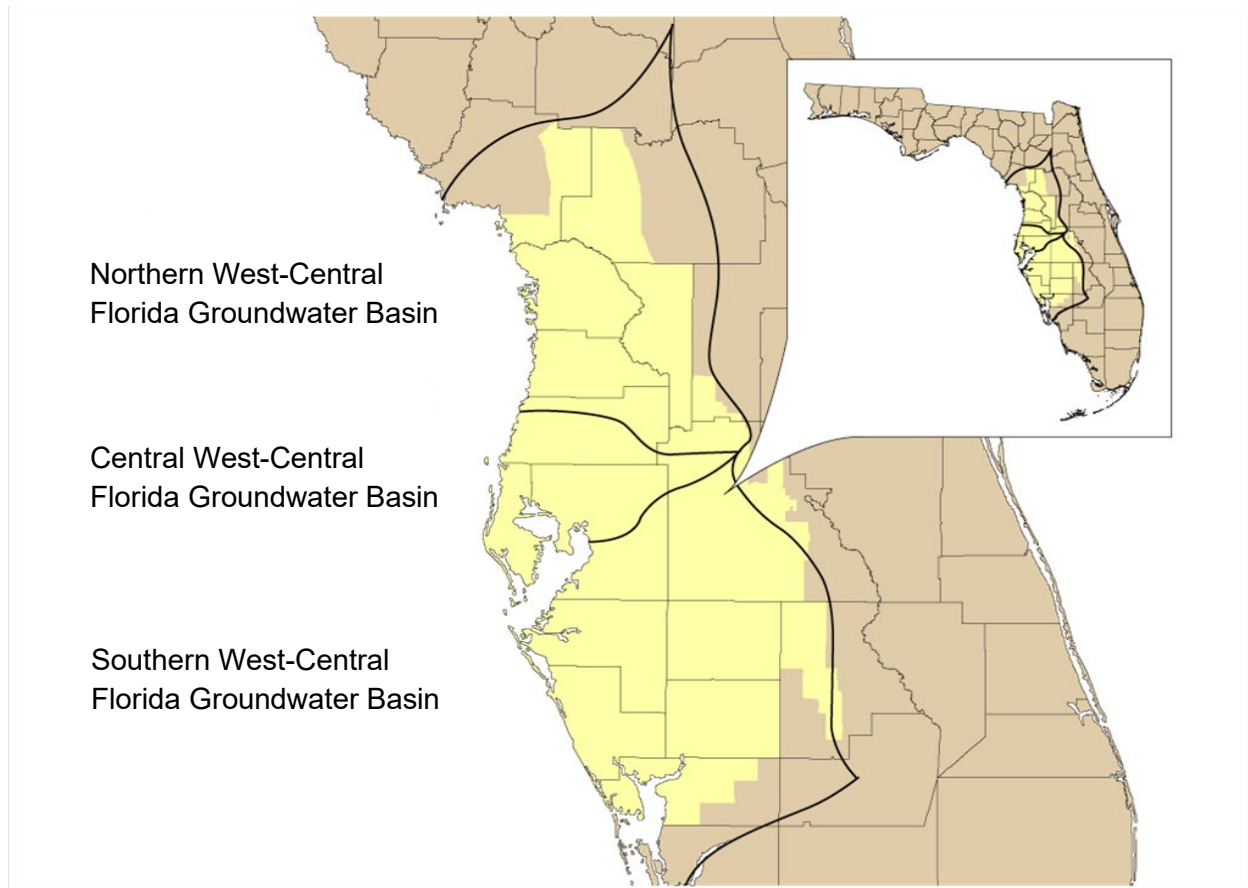 Northern West-Central
Florida Groundwater Basin
Central West-Central
Florida Groundwater Basin
Southern West-Central
Florida Groundwater Basin